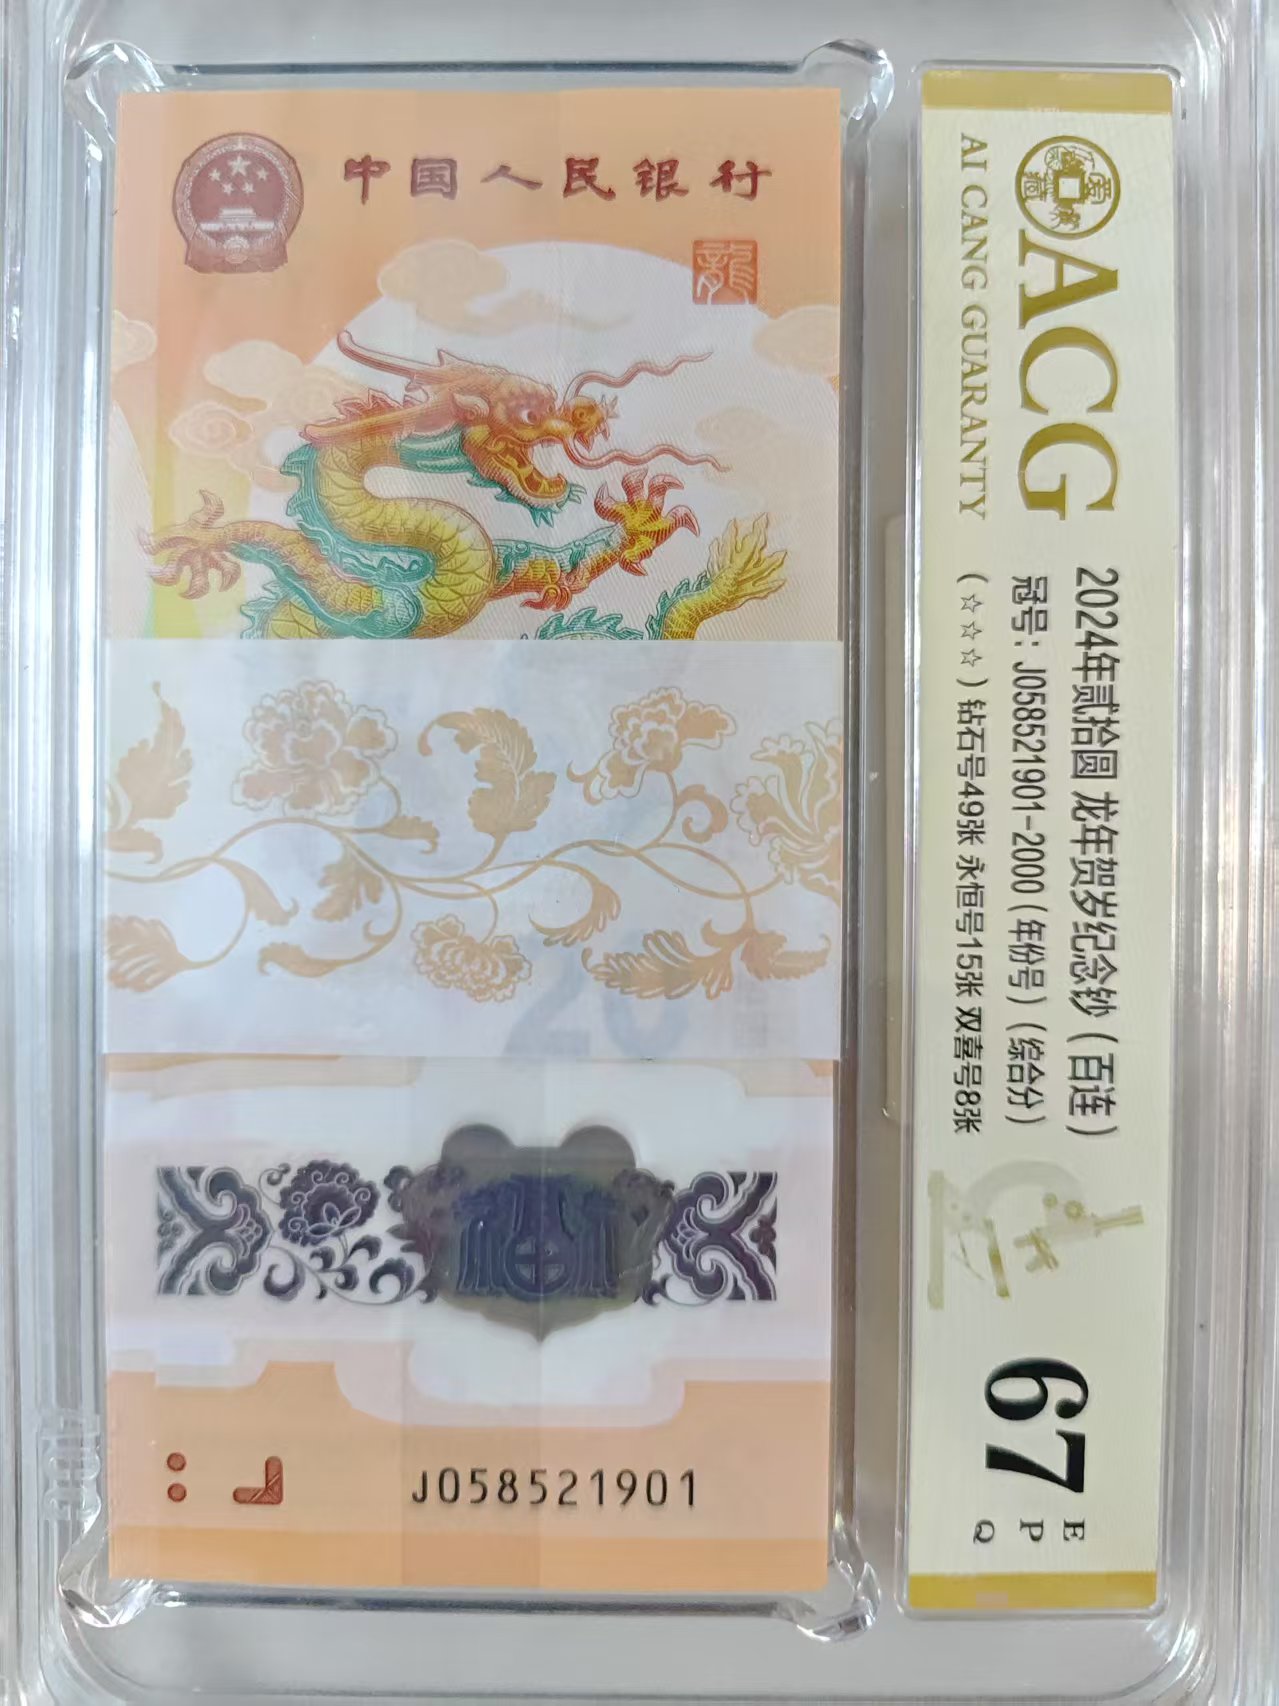 中国人民银行
龍
20
J058521901
ACG
AI CANG GUARANTY
2024年贰拾圆 龙年贺岁纪念钞（百连）
冠号：J058521901-2000（年份号）（综合分）
（☆☆☆）钻石号49张 永恒号15张 双喜号8张
67
E
P
Q